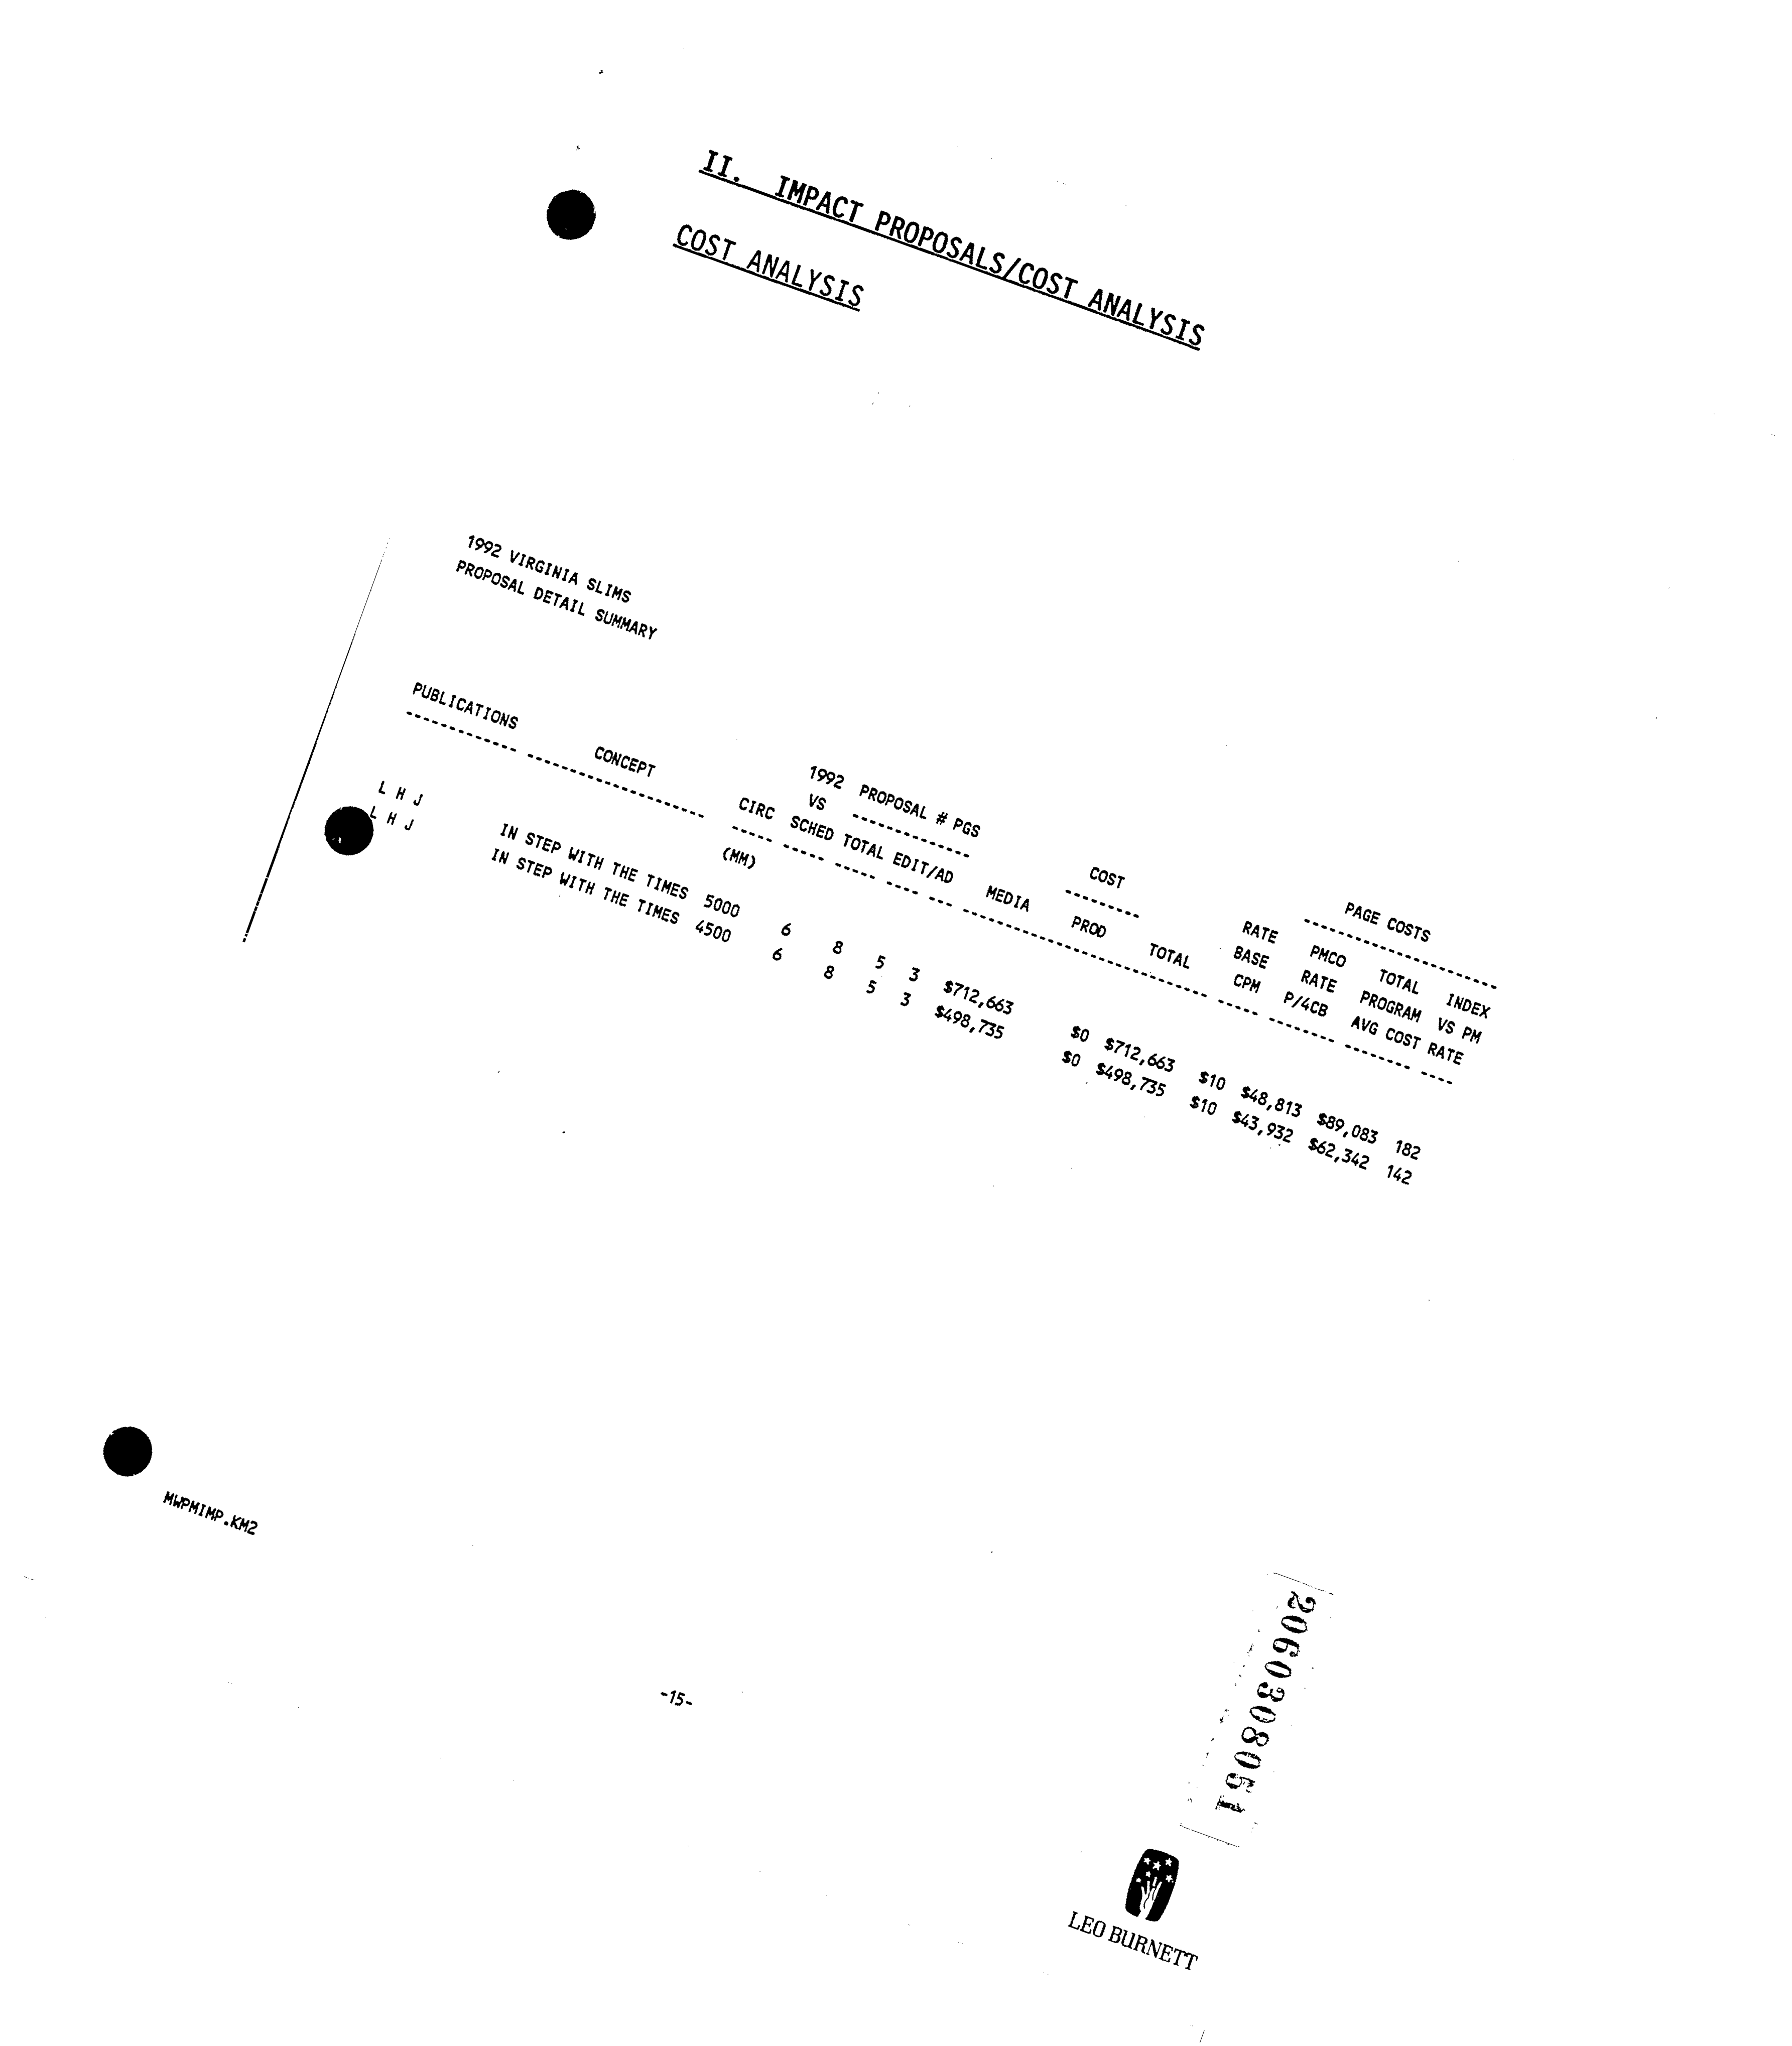 II. IMPACT PROPOSALS/COST ANALYSIS
COST ANALYSIS
1992 VIRGINIA SLIMS
PROPOSAL DETAIL SUMMARY
PAGE COSTS
1992 PROPOSAL # PGS COST RATE PMCO TOTAL INDEX
VS BASE RATE PROGRAM VS PM
PUBLICATIONS CONCEPT CIRC SCHED TOTAL EDIT/AD MEDIA PROD TOTAL CPM P/4CB AVG COST RATE
(MM)
L H J IN STEP WITH THE TIMES 5000 6 8 5 3 $712,663 $0 $712,663 $10 $48,813 $89,083 182
L H J IN STEP WITH THE TIMES 4500 6 8 5 3 $498,735 $0 $498,735 $10 $43,932 $62,342 142
MWPMIMP.KM2
-15-
2060308051
LEO BURNETT